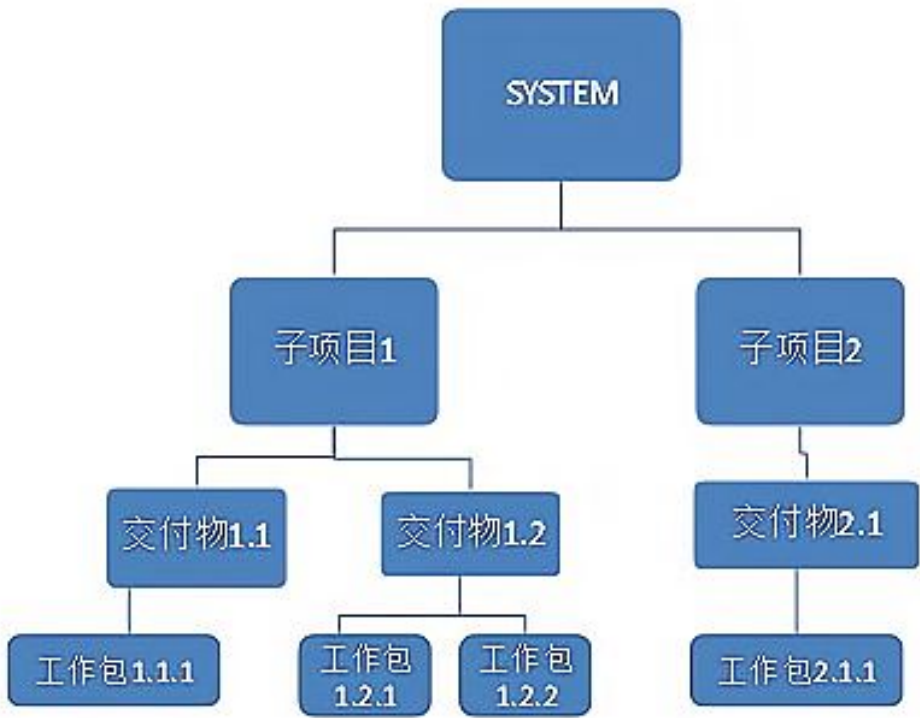 SYSTEM
子项目1
子项目2
交付物1.1
交付物1.2
交付物2.1
工作包1.1.1
工作包
1.2.1
工作包
1.2.2
工作包2.1.1